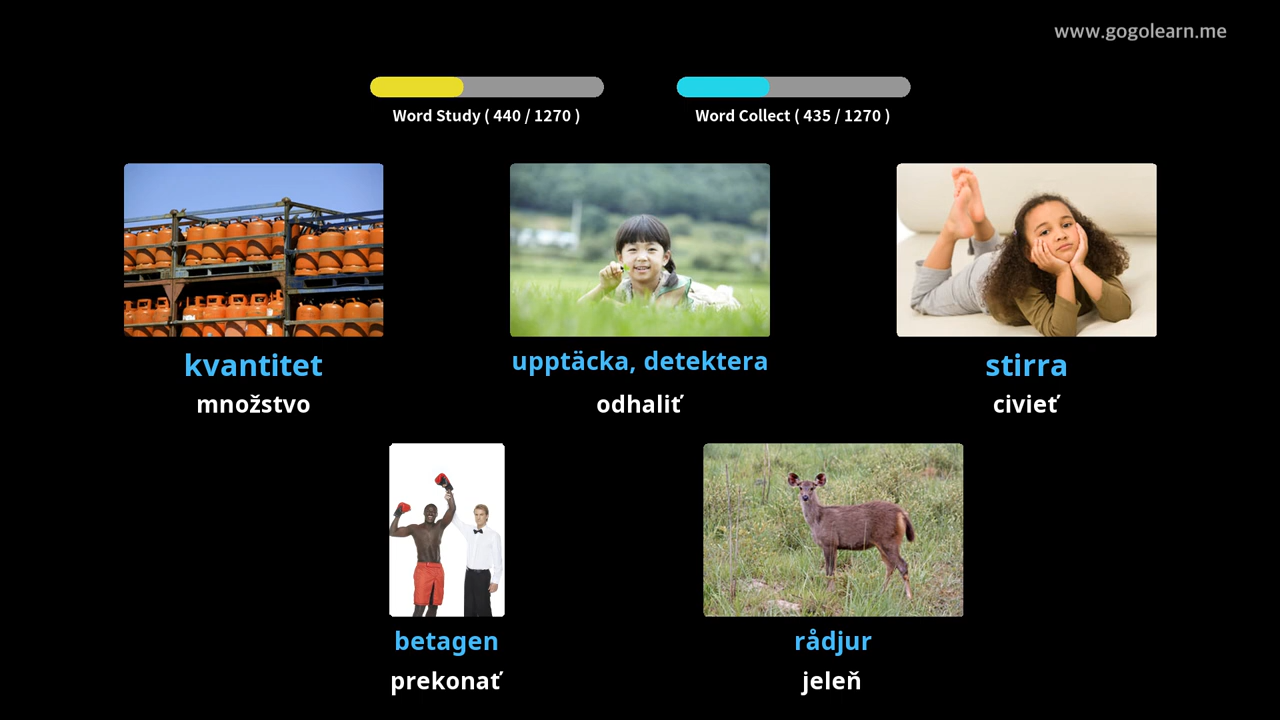 www.gogolearn.me
Word Study ( 440 / 1270 )
Word Collect ( 435 / 1270 )
kvantitet
množstvo
upptäcka, detektera
odhaliť
stirra
civieť
betagen
prekonať
rådjur
jeleň